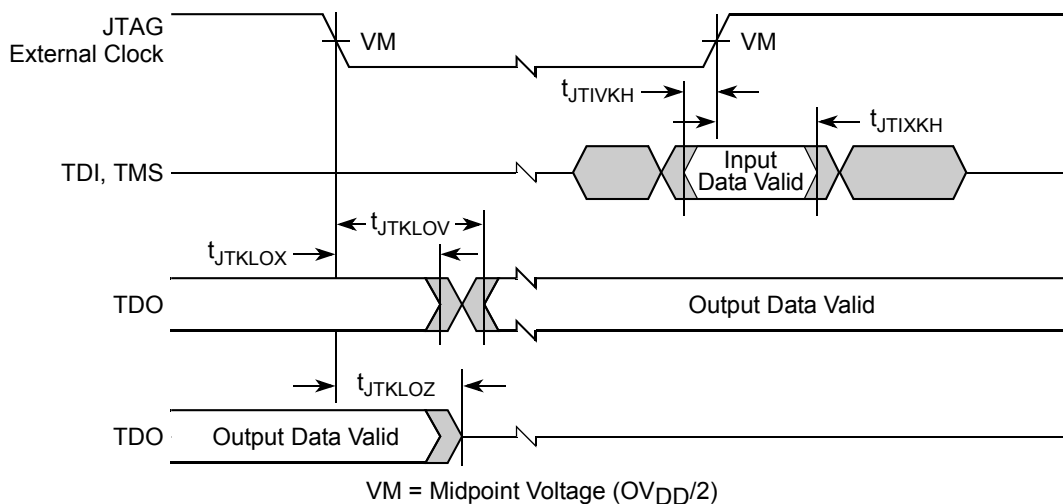 JTAG
External Clock
VM
VM
tJTIVKH
tJTIXKH
TDI, TMS
Input
Data Valid
tJTKLOV
tJTKLOX
TDO
Output Data Valid
tJTKLOZ
TDO
Output Data Valid
VM = Midpoint Voltage (OVDD/2)